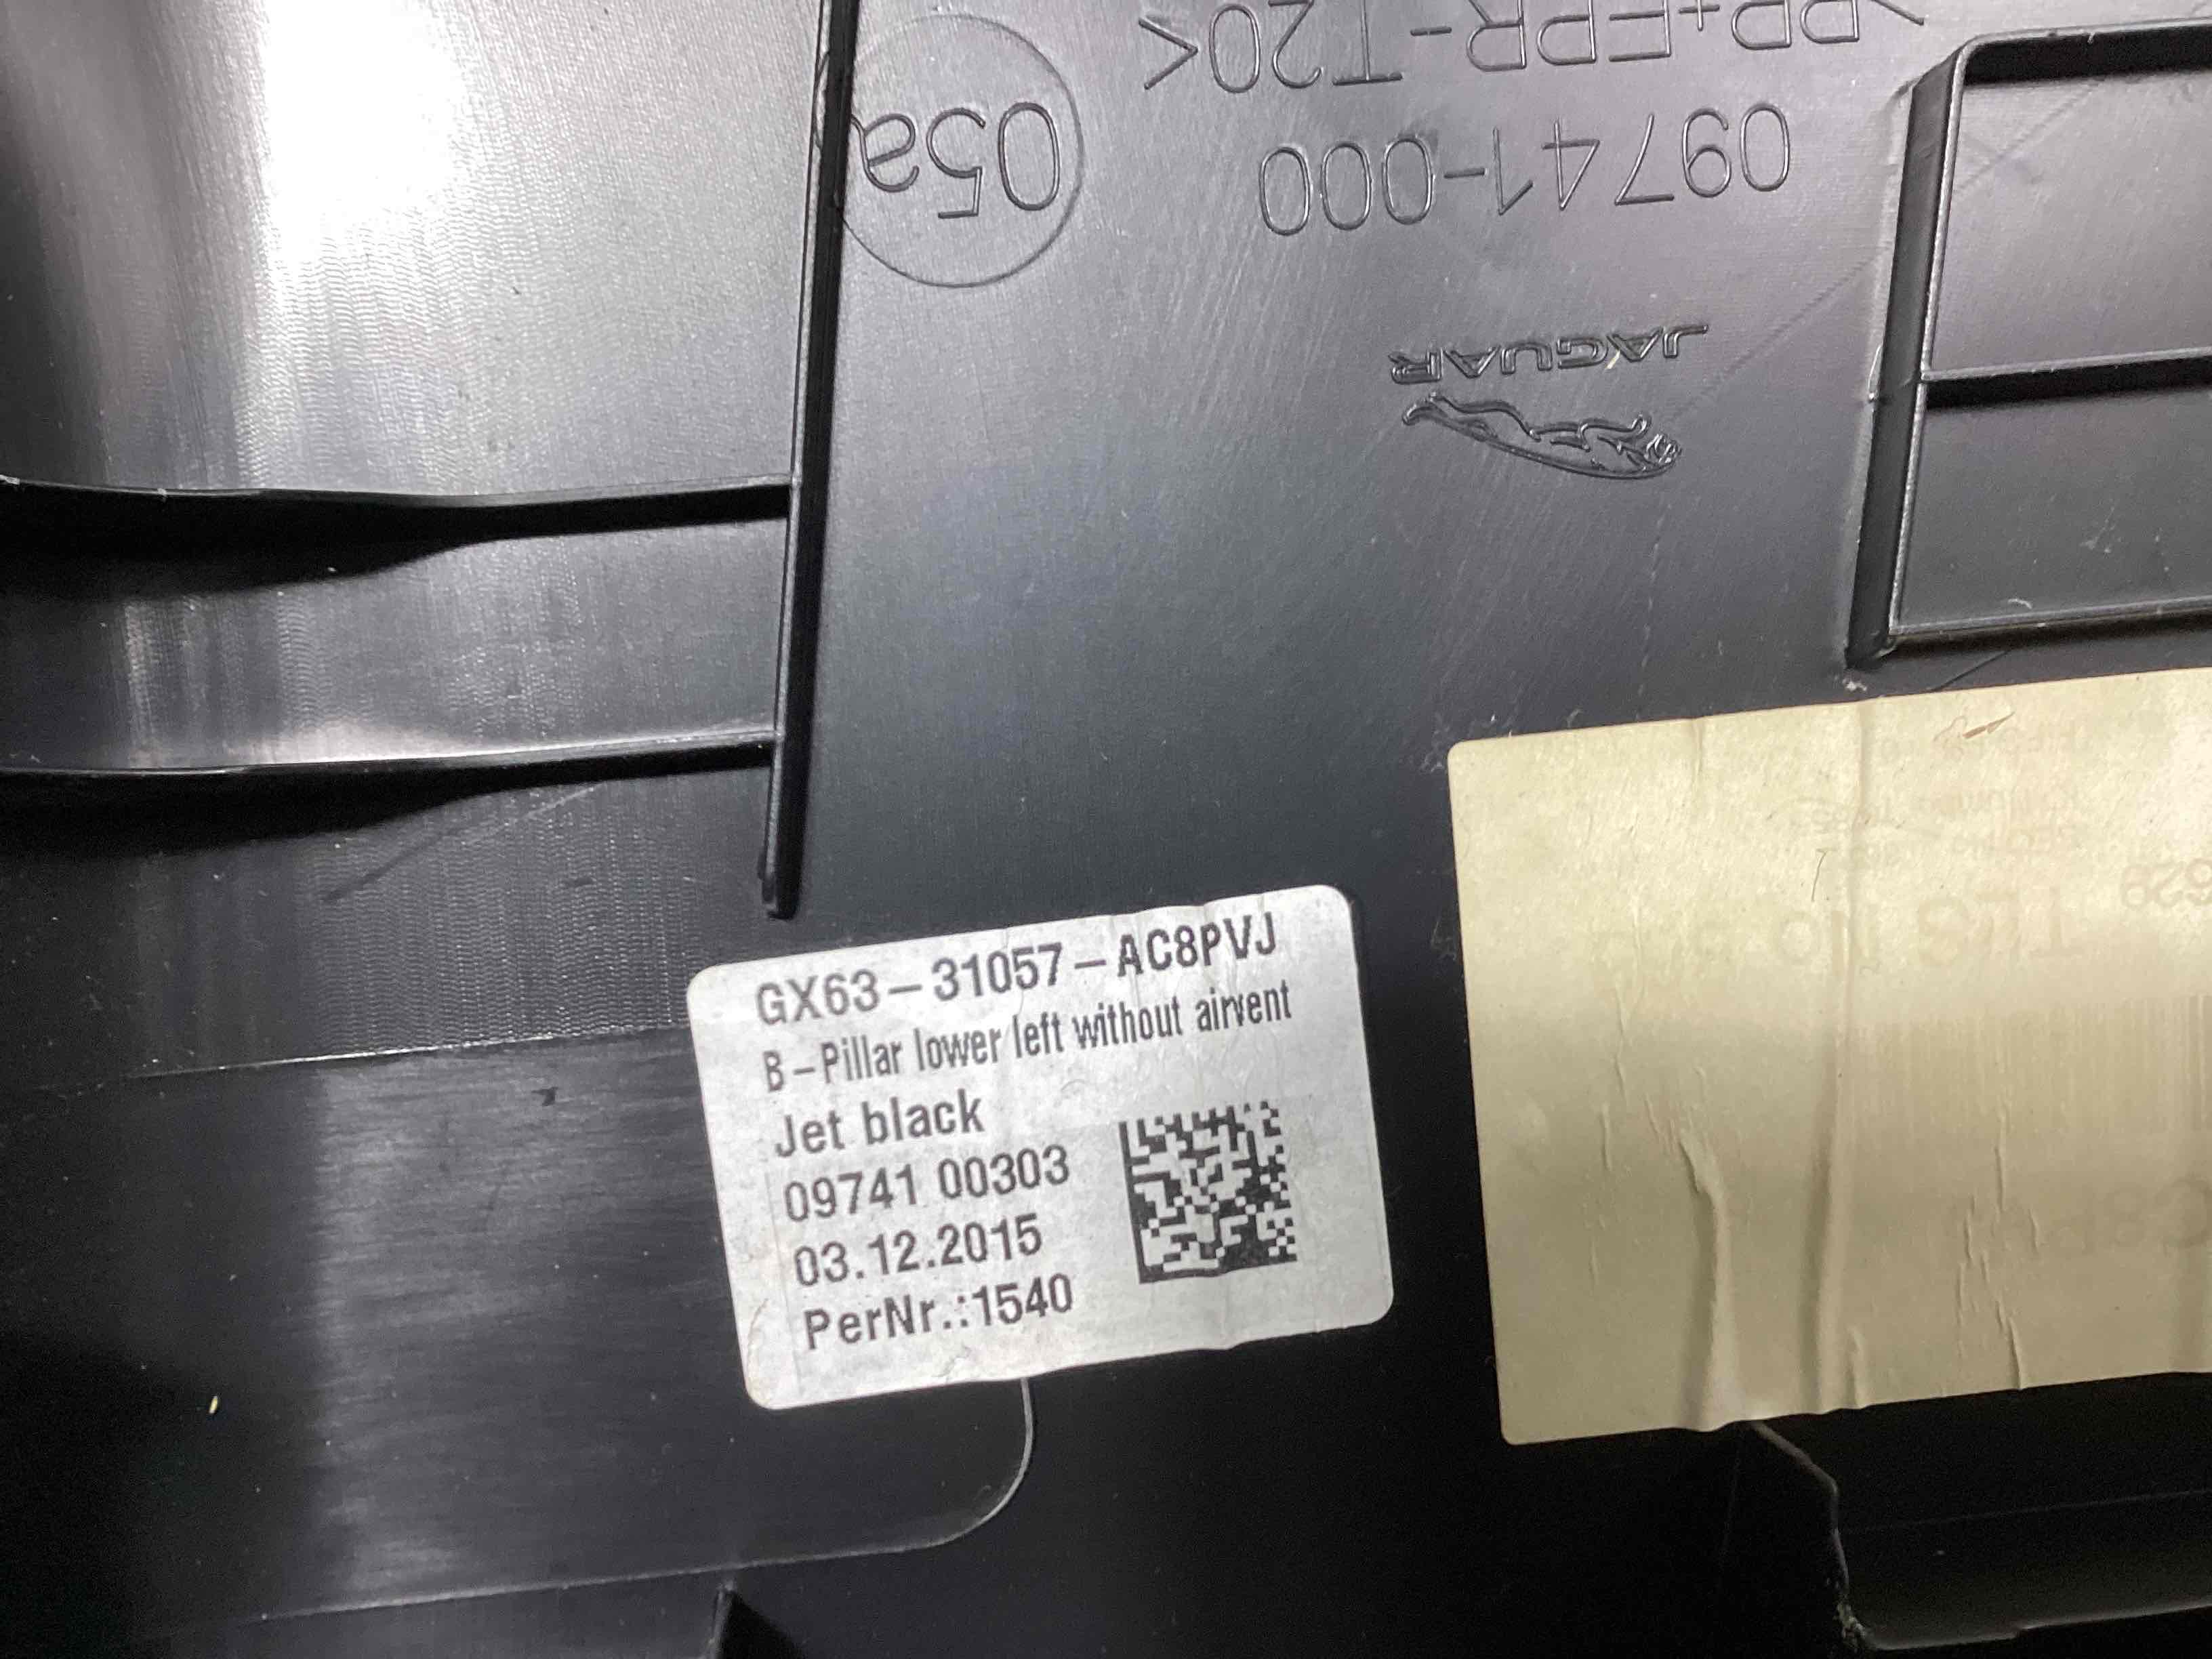 >PP+EPR-T20<
09741-000
05a
JAGUAR
GX63-31057-AC8PVJ
B-Pillar lower left without airvent
Jet black
09741 00303
03.12.2015
PerNr.:1540